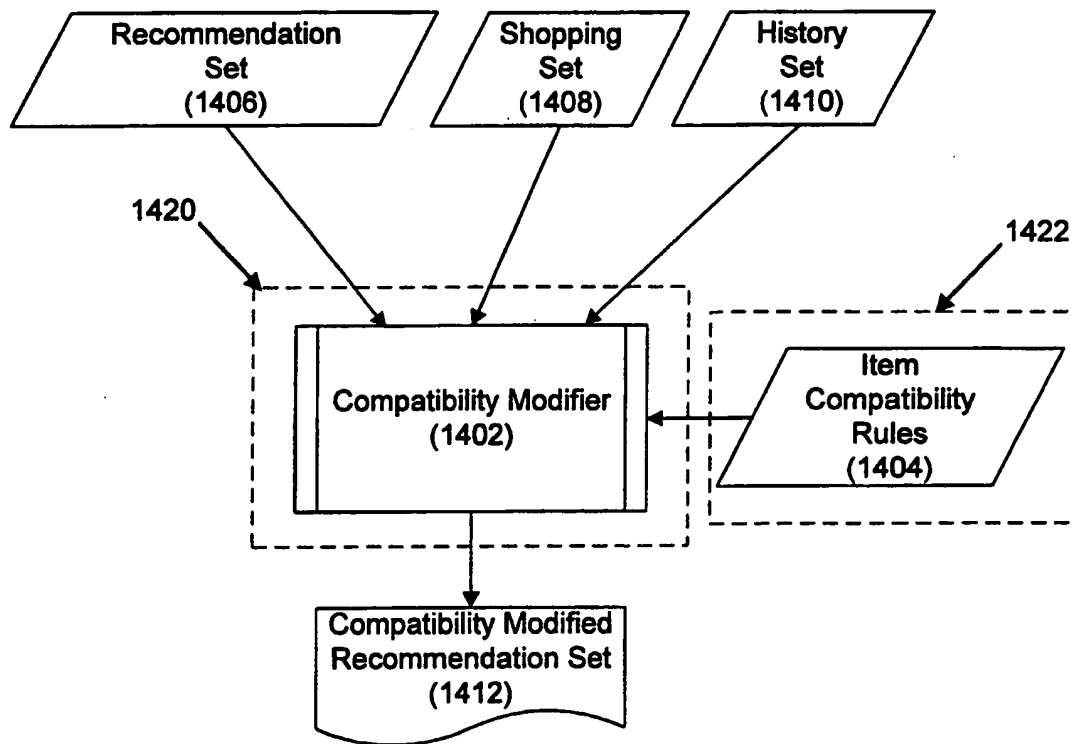 Recommendation
Set
(1406)
Shopping
Set
(1408)
History
Set
(1410)
1420
1422
Compatibility Modifier
(1402)
Item
Compatibility
Rules
(1404)
Compatibility Modified
Recommendation Set
(1412)